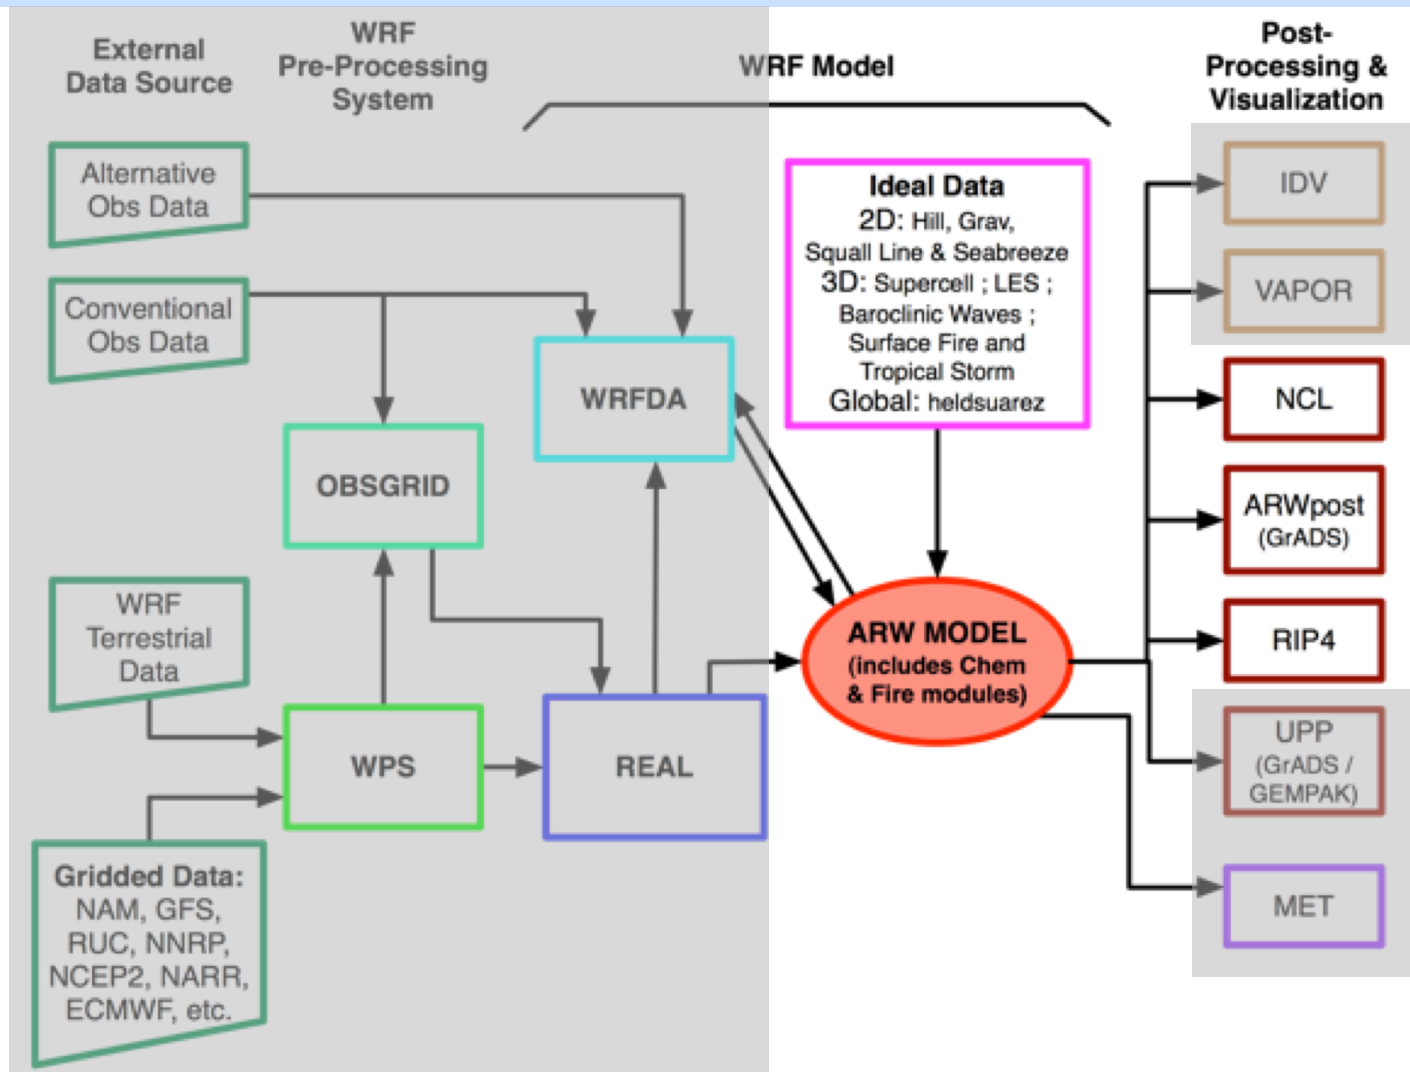 External
Data Source
WRF
Pre-Processing
System
WRF Model
Post-
Processing &
Visualization
Alternative
Obs Data
Conventional
Obs Data
WRF
Terrestrial
Data
Gridded Data:
NAM, GFS,
RUC, NNRP,
NCEP2, NARR,
ECMWF, etc.
OBSGRID
WPS
WRFDA
REAL
Ideal Data
2D: Hill, Grav,
Squall Line & Seabreeze
3D: Supercell ; LES ;
Baroclinic Waves ;
Surface Fire and
Tropical Storm
Global: heldsuarez
ARW MODEL
(includes Chem
& Fire modules)
IDV
VAPOR
NCL
ARWpost
(GrADS)
RIP4
UPP
(GrADS /
GEMPAK)
MET